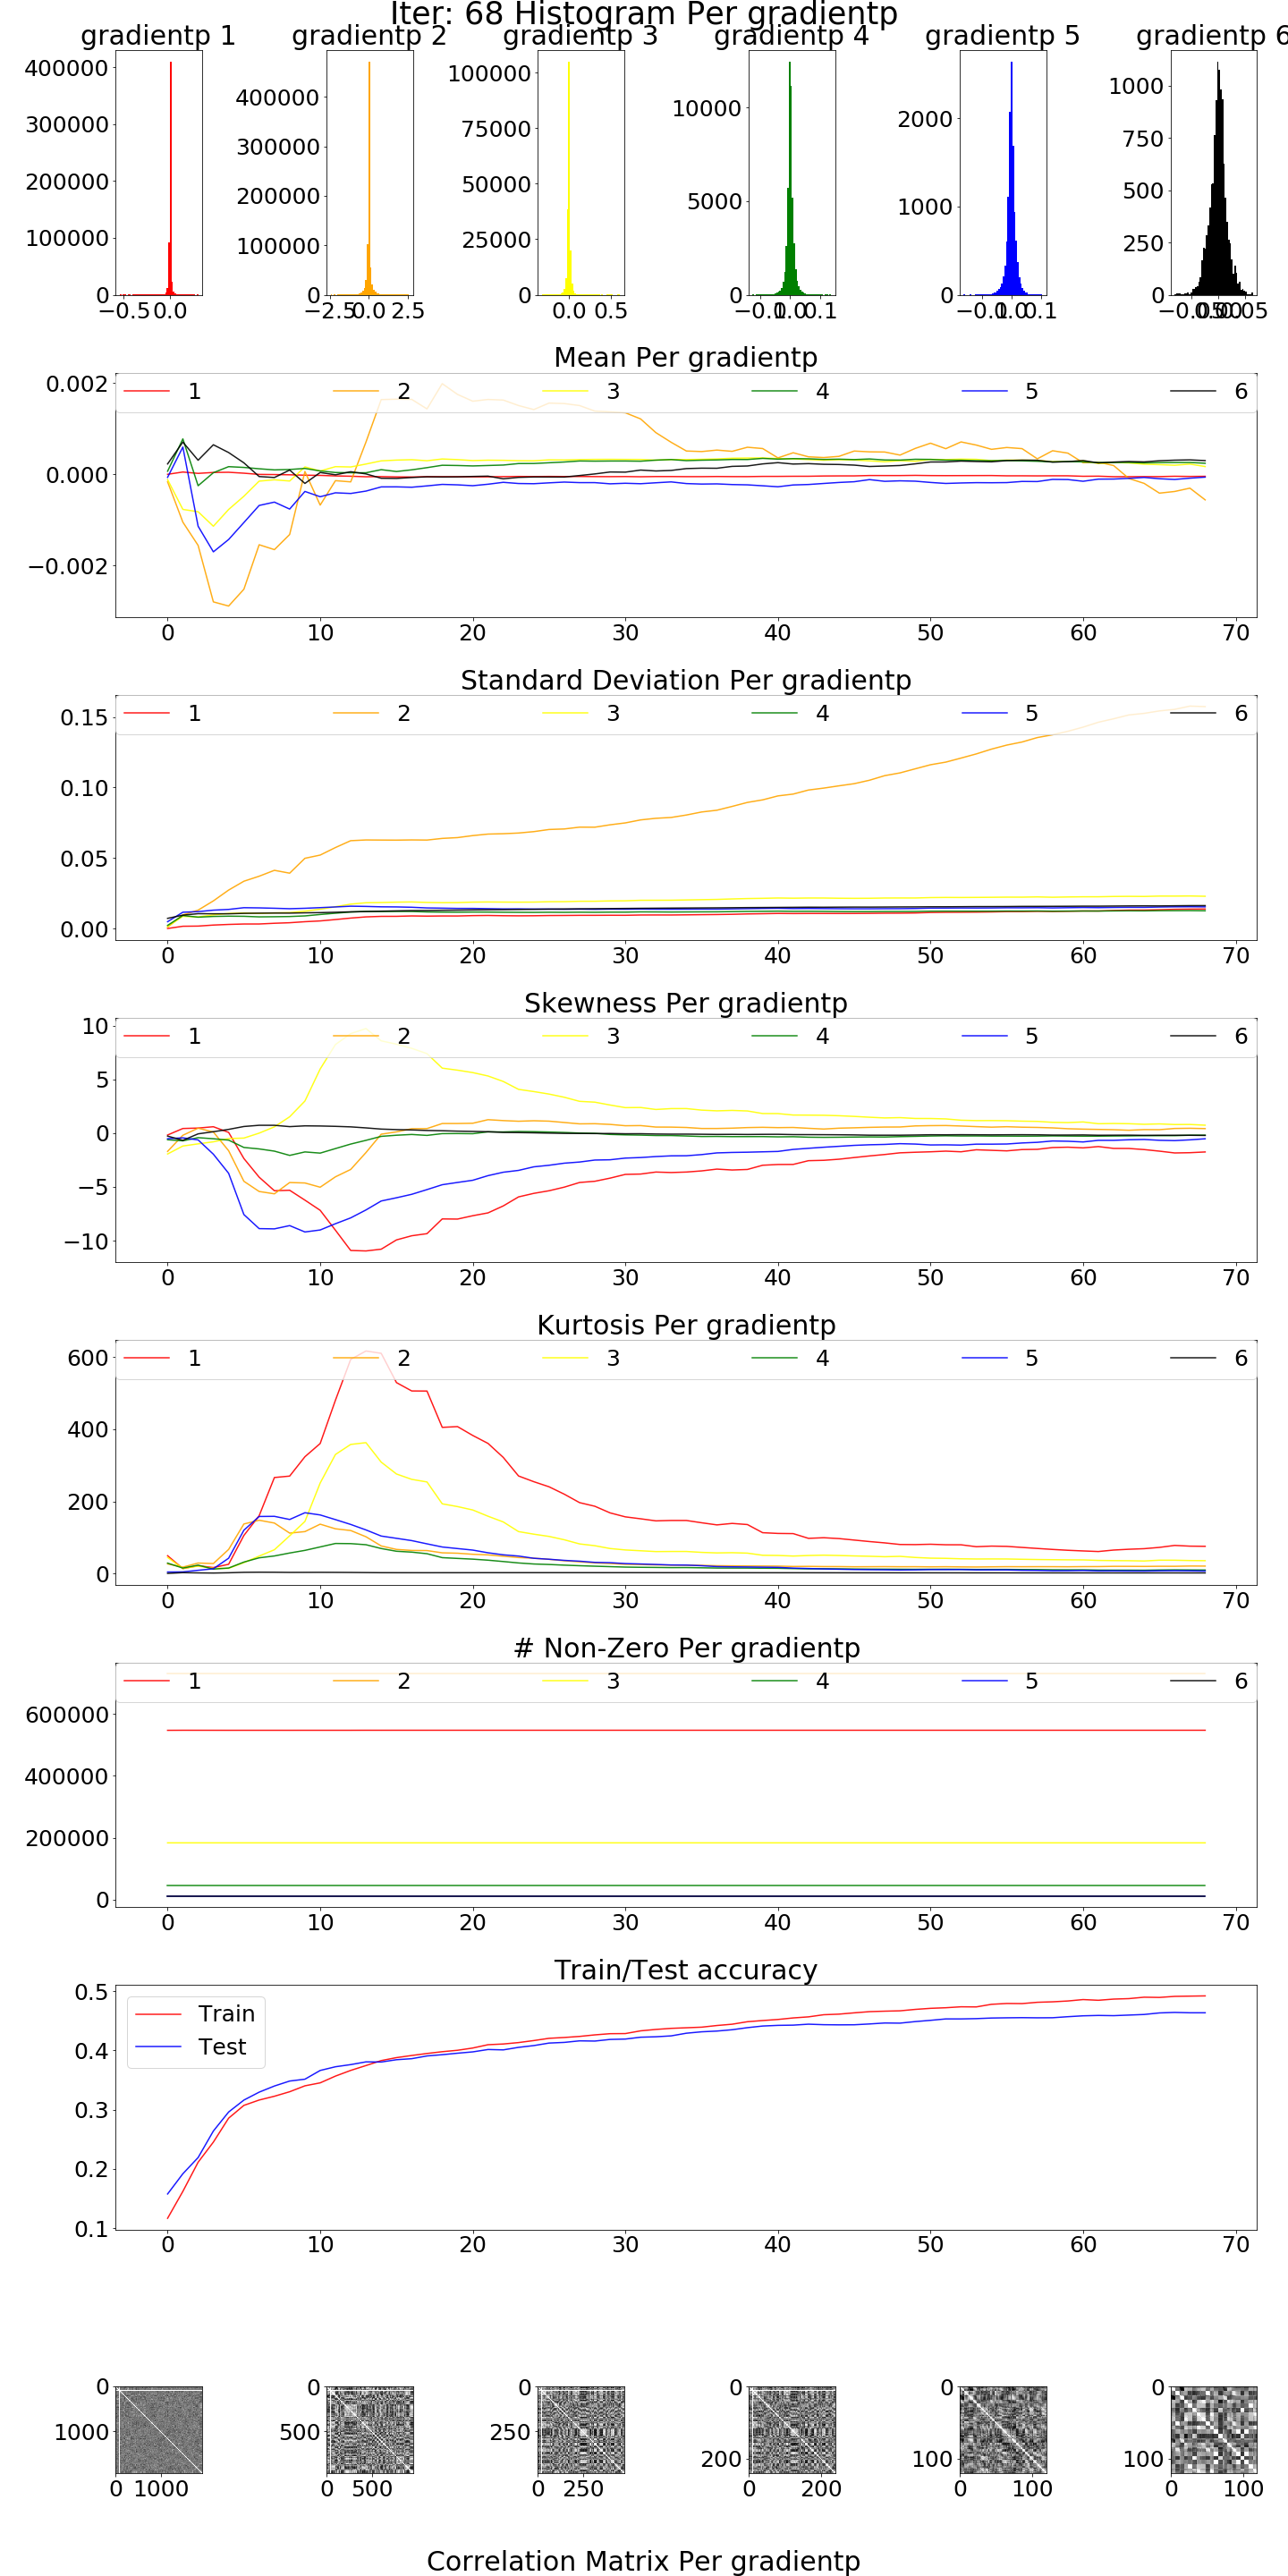 Iter: 68 Histogram Per gradientp
gradientp 1 gradientp 2 gradientp 3 gradientp 4 gradientp 5 gradientp 6
400000
300000
200000
100000
0
−0.5 0.0
400000
300000
200000
100000
0
−2.5 0.0 2.5
100000
75000
50000
25000
0
0.0 0.5
10000
5000
0
−0.1 0.0 0.1
2000
1000
0
−0.1 0.0 0.1
1000
750
500
250
0
−0.05 0.00 0.05
Mean Per gradientp
1 2 3 4 5 6
0.002
0.000
−0.002
0 10 20 30 40 50 60 70
Standard Deviation Per gradientp
1 2 3 4 5 6
0.15
0.10
0.05
0.00
0 10 20 30 40 50 60 70
Skewness Per gradientp
1 2 3 4 5 6
10
5
0
−5
−10
0 10 20 30 40 50 60 70
Kurtosis Per gradientp
1 2 3 4 5 6
600
400
200
0
0 10 20 30 40 50 60 70
# Non-Zero Per gradientp
1 2 3 4 5 6
600000
400000
200000
0
0 10 20 30 40 50 60 70
Train/Test accuracy
Train
Test
0.5
0.4
0.3
0.2
0.1
0 10 20 30 40 50 60 70
0
1000
0 1000
0
500
0 500
0
250
0 250
0
200
0 200
0
100
0 100
0
100
0 100
Correlation Matrix Per gradientp